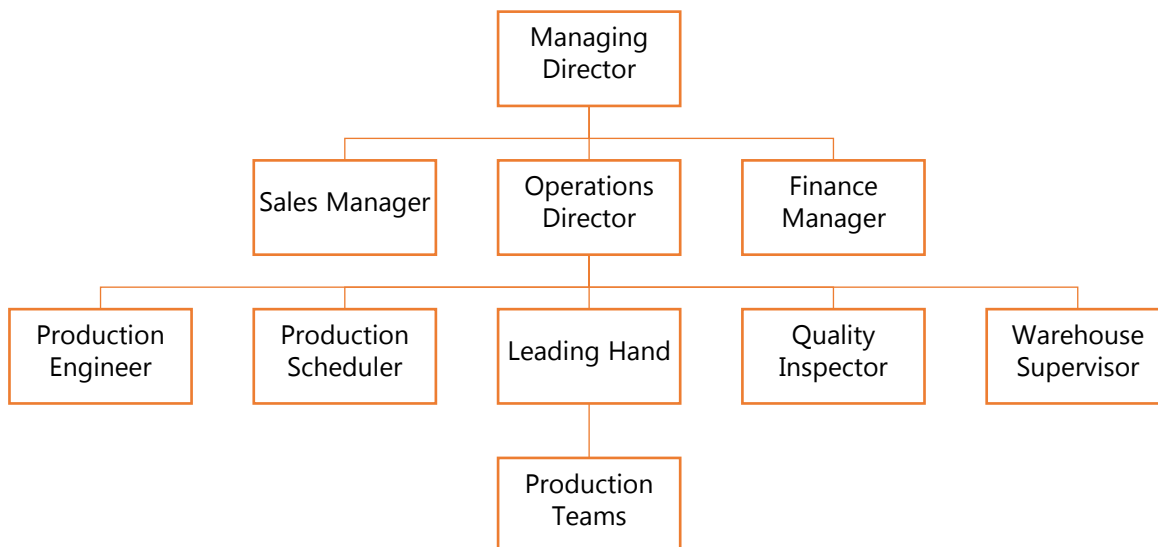 Managing
Director
Sales Manager
Operations
Director
Finance
Manager
Production
Engineer
Production
Scheduler
Leading Hand
Quality
Inspector
Warehouse
Supervisor
Production
Teams